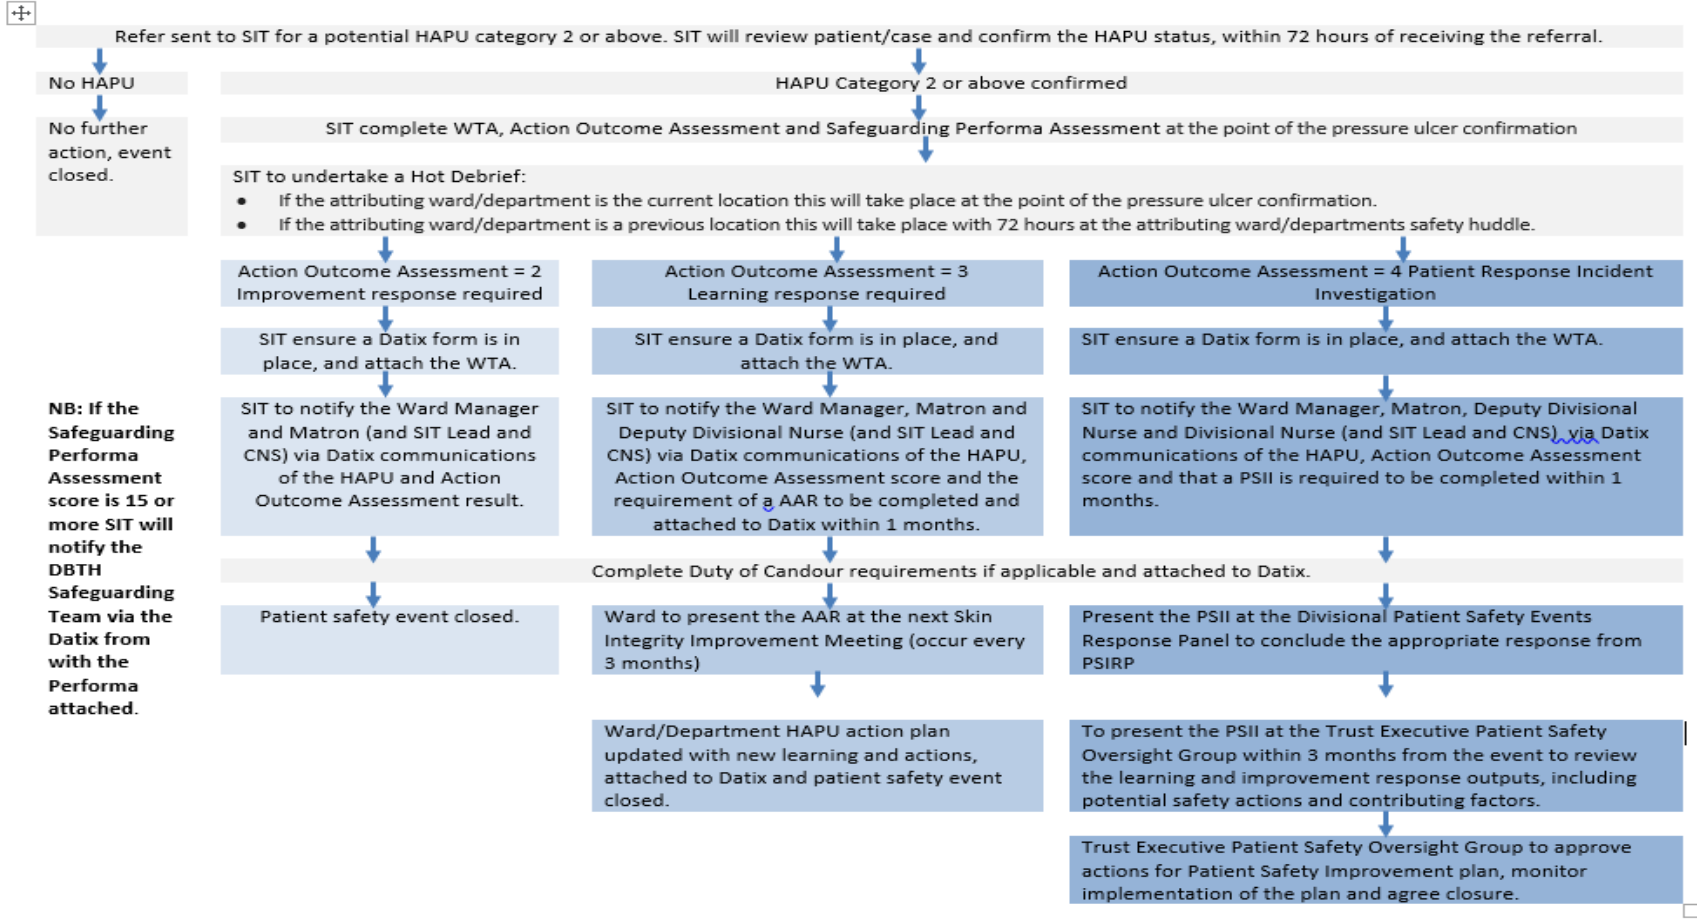 Refer sent to SIT for a potential HAPU category 2 or above. SIT will review patient/case and confirm the HAPU status, within 72 hours of receiving the referral.
No HAPU
HAPU Category 2 or above confirmed
No further
action, event
closed.
SIT complete WTA, Action Outcome Assessment and Safeguarding Performa Assessment at the point of the pressure ulcer confirmation
SIT to undertake a Hot Debrief:
• If the attributing ward/department is the current location this will take place at the point of the pressure ulcer confirmation.
• If the attributing ward/department is a previous location this will take place with 72 hours at the attributing ward/departments safety huddle.
Action Outcome Assessment = 2
Improvement response required
SIT ensure a Datix form is in
place, and attach the WTA.
SIT to notify the Ward Manager
and Matron (and SIT Lead and
CNS) via Datix communications
of the HAPU and Action
Outcome Assessment result.
Action Outcome Assessment = 3
Learning response required
SIT ensure a Datix form is in place, and
attach the WTA.
SIT to notify the Ward Manager, Matron and
Deputy Divisional Nurse (and SIT Lead and
CNS) via Datix communications of the HAPU,
Action Outcome Assessment score and the
requirement of a AAR to be completed and
attached to Datix within 1 months.
Action Outcome Assessment = 4 Patient Response Incident
Investigation
SIT ensure a Datix form is in place, and attach the WTA.
SIT to notify the Ward Manager, Matron, Deputy Divisional
Nurse and Divisional Nurse (and SIT Lead and CNS), via Datix
communications of the HAPU, Action Outcome Assessment
score and that a PSII is required to be completed within 1
months.
NB: If the
Safeguarding
Performa
Assessment
score is 15 or
more SIT will
notify the
DBTH
Safeguarding
Team via the
Datix from
with the
Performa
attached.
Complete Duty of Candour requirements if applicable and attached to Datix.
Patient safety event closed.
Ward to present the AAR at the next Skin
Integrity Improvement Meeting (occur every
3 months)
Ward/Department HAPU action plan
updated with new learning and actions,
attached to Datix and patient safety event
closed.
Present the PSII at the Divisional Patient Safety Events
Response Panel to conclude the appropriate response from
PSIRP
To present the PSII at the Trust Executive Patient Safety
Oversight Group within 3 months from the event to review
the learning and improvement response outputs, including
potential safety actions and contributing factors.
Trust Executive Patient Safety Oversight Group to approve
actions for Patient Safety Improvement plan, monitor
implementation of the plan and agree closure.